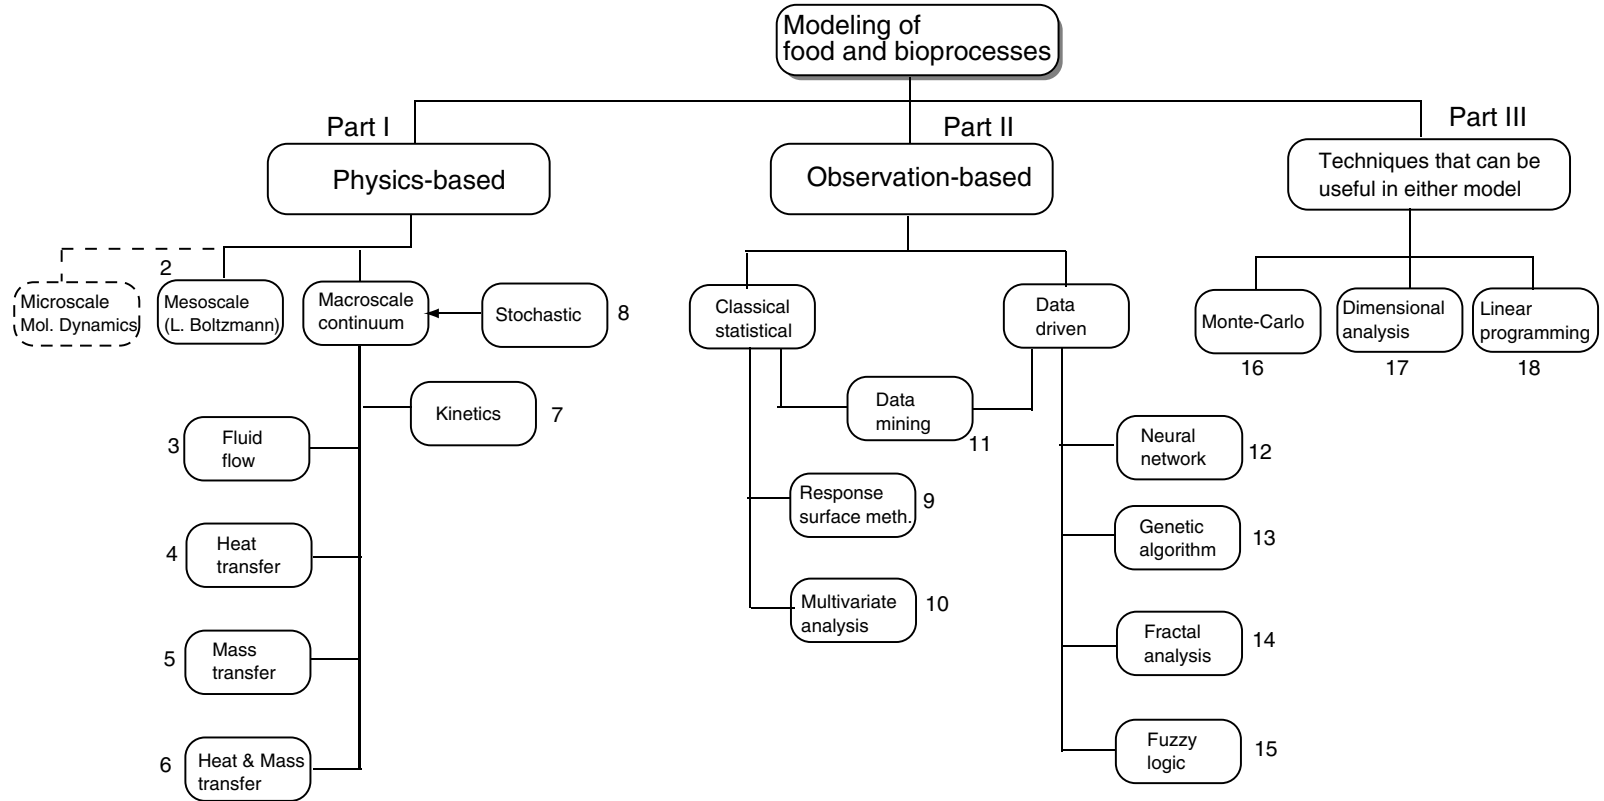 Modeling of
food and bioprocesses
Part I
Part II
Part III
Physics-based
Observation-based
Techniques that can be
useful in either model
2
Microscale
Mol. Dynamics
Mesoscale
(L. Boltzmann)
Macroscale
continuum
Stochastic
8
Kinetics
7
3
Fluid
flow
4
Heat
transfer
5
Mass
transfer
6
Heat & Mass
transfer
Classical
statistical
Data
driven
Data
mining
11
Response
surface meth.
9
Multivariate
analysis
10
Neural
network
12
Genetic
algorithm
13
Fractal
analysis
14
Fuzzy
logic
15
Monte-Carlo
16
Dimensional
analysis
17
Linear
programming
18